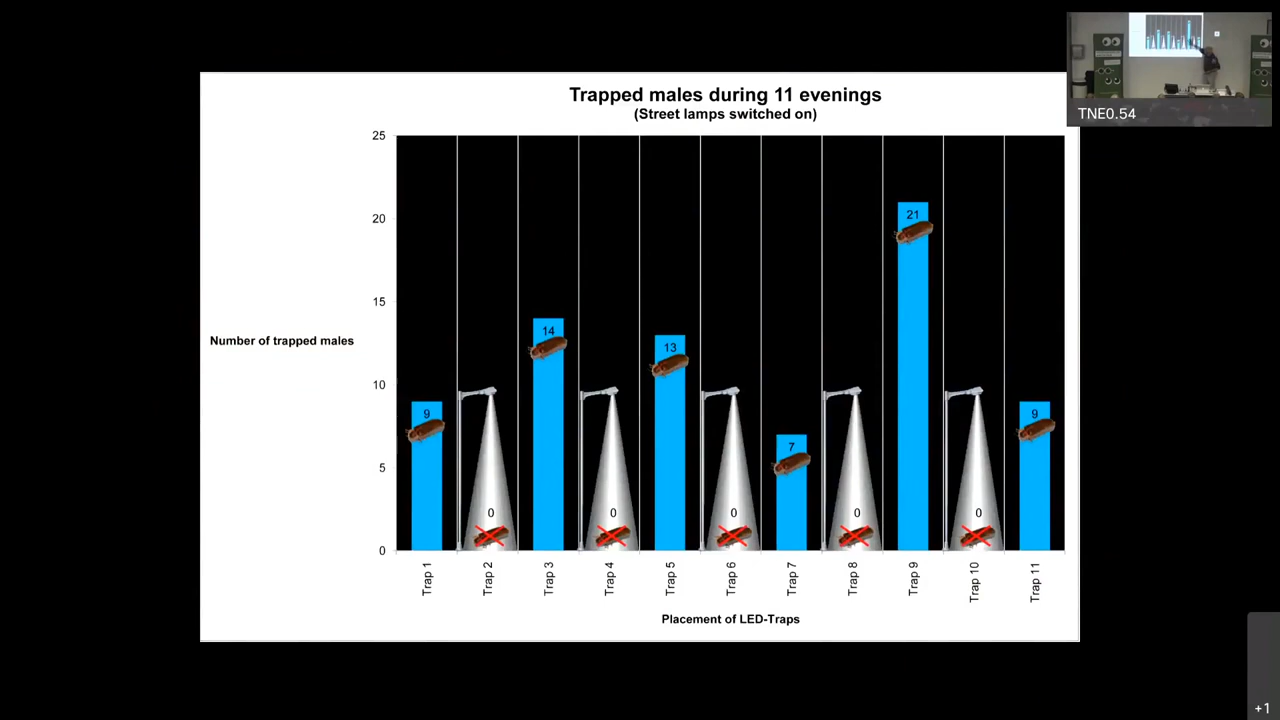 Trapped males during 11 evenings
(Street lamps switched on)
TNE0.54
25
20
15
10
5
0
Number of trapped males
9
0
14
0
13
0
7
0
21
0
9
Trap 1
Trap 2
Trap 3
Trap 4
Trap 5
Trap 6
Trap 7
Trap 8
Trap 9
Trap 10
Trap 11
Placement of LED-Traps
+1